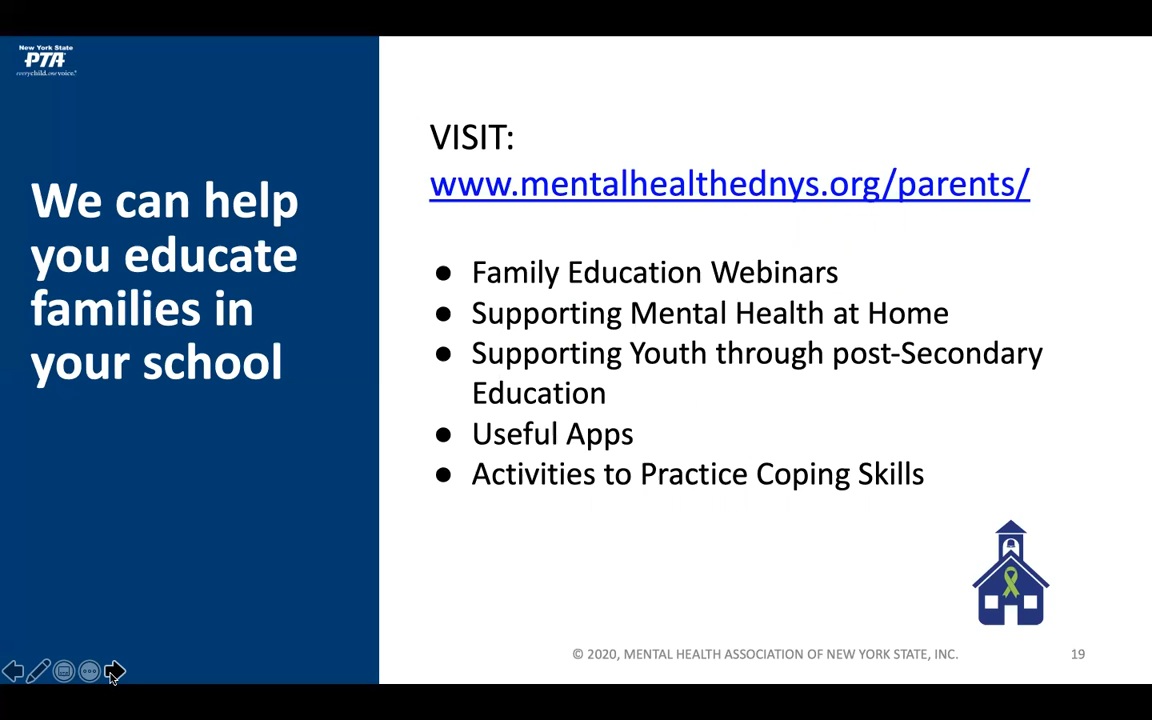 New York State
PTA
everychild.one voice.®
We can help
you educate
families in
your school
VISIT:
www.mentalhealthednys.org/parents/
● Family Education Webinars
● Supporting Mental Health at Home
● Supporting Youth through post-Secondary
Education
● Useful Apps
● Activities to Practice Coping Skills
© 2020, MENTAL HEALTH ASSOCIATION OF NEW YORK STATE, INC.
19